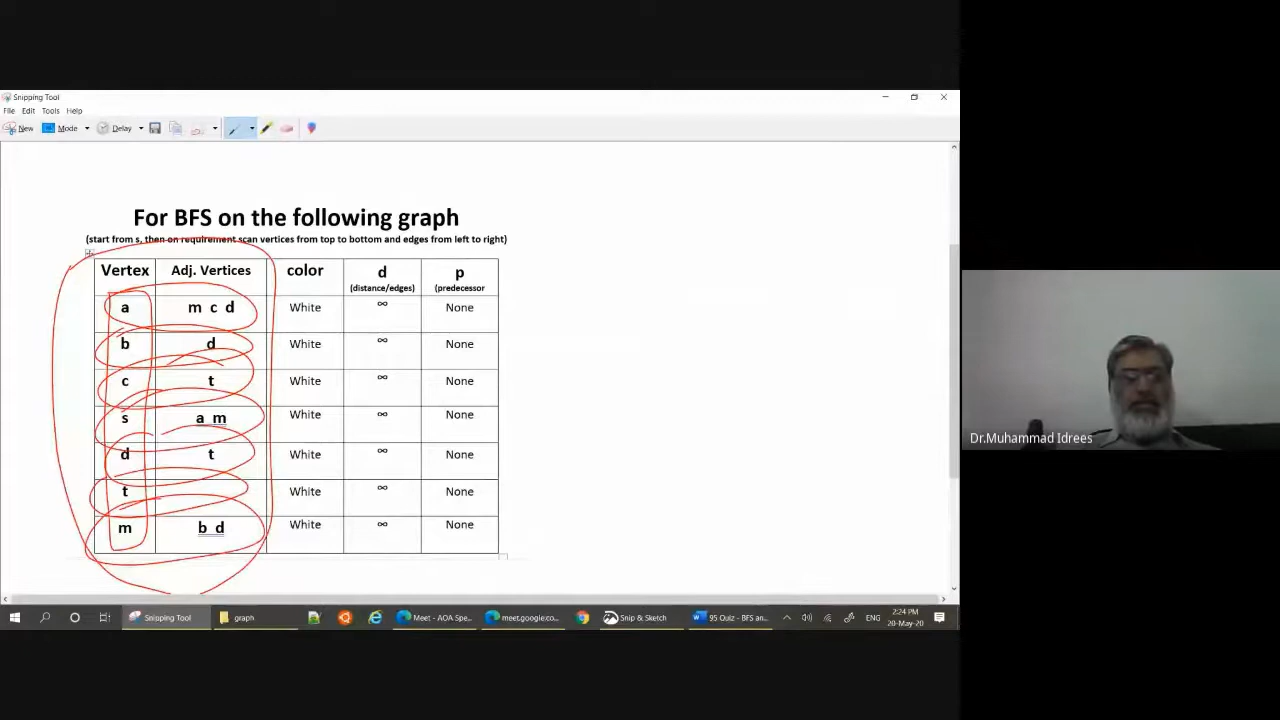 Snipping Tool
File Edit Tools Help
New Mode Delay
For BFS on the following graph
(start from s, then on requirement scan vertices from top to bottom and edges from left to right)
Vertex Adj. Vertices color d (distance/edges) p (predecessor
a m c d White ∞ None
b d White ∞ None
c t White ∞ None
s a m White ∞ None
d t White ∞ None
t White ∞ None
m b d White ∞ None
Dr.Muhammad Idrees
Snipping Tool graph Meet - AOA Spe... meet.google.co... Snip & Sketch 95 Quiz - BFS an... ENG 2:24 PM
20-May-20